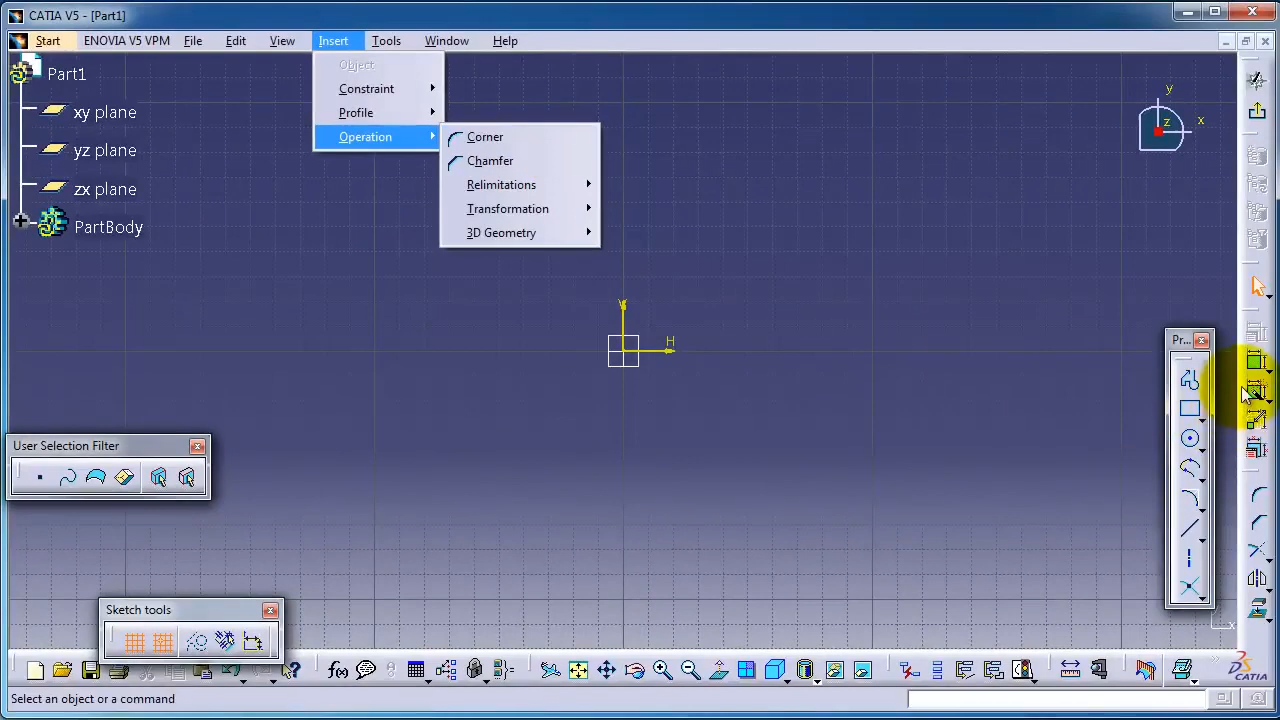 CATIA V5 - [Part1]
Start ENOVIA V5 VPM File Edit View Insert Tools Window Help
Object
Constraint
Profile
Operation
Corner
Chamfer
Relimitations
Transformation
3D Geometry
Part1
xy plane
yz plane
zx plane
PartBody
y
z x
V
H
Pr...
User Selection Filter
Sketch tools
f(x)
CATIA
Select an object or a command